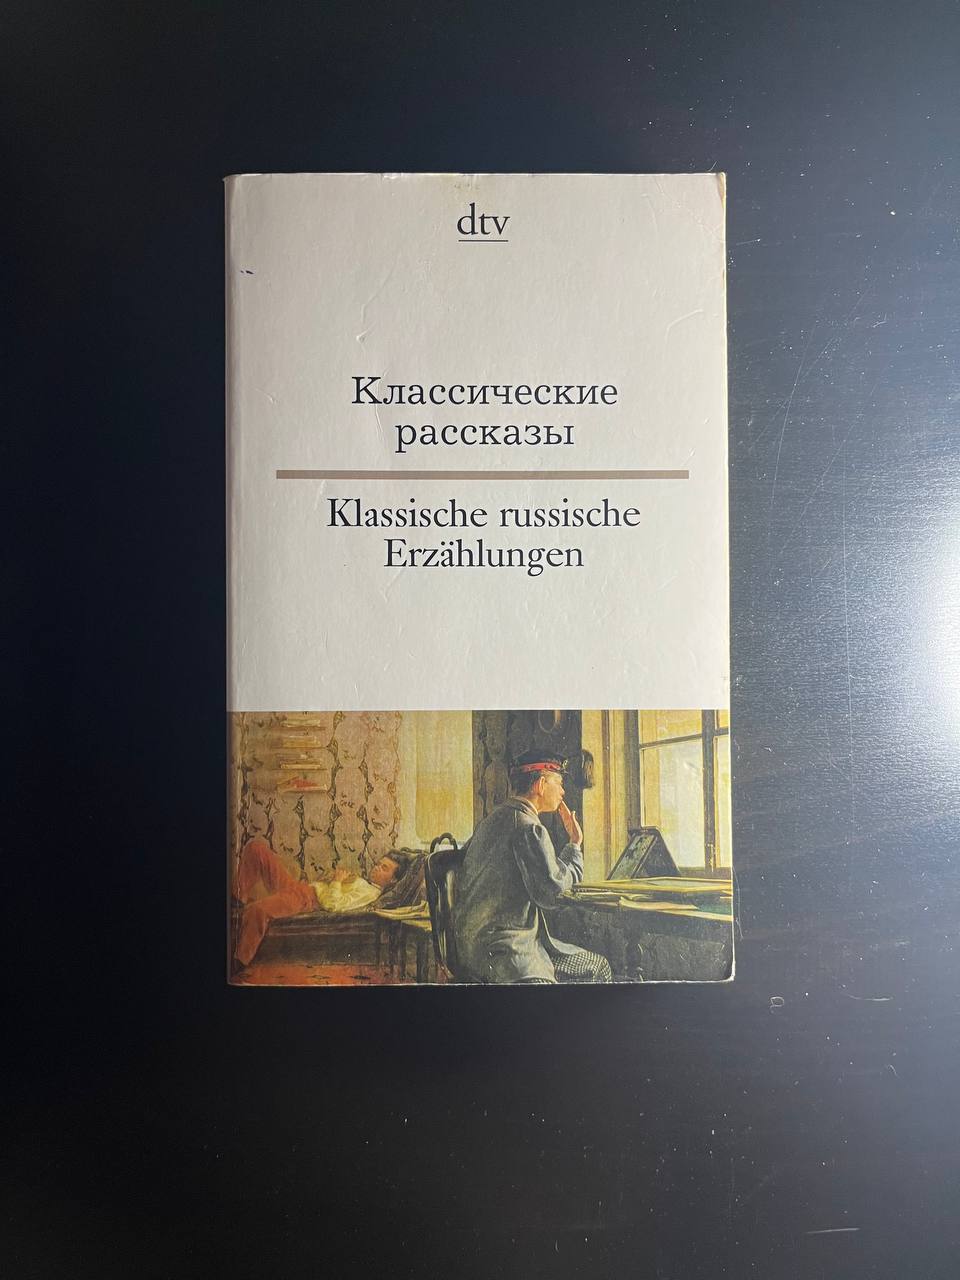 dtv
Классические
рассказы
Klassische russische
Erzählungen